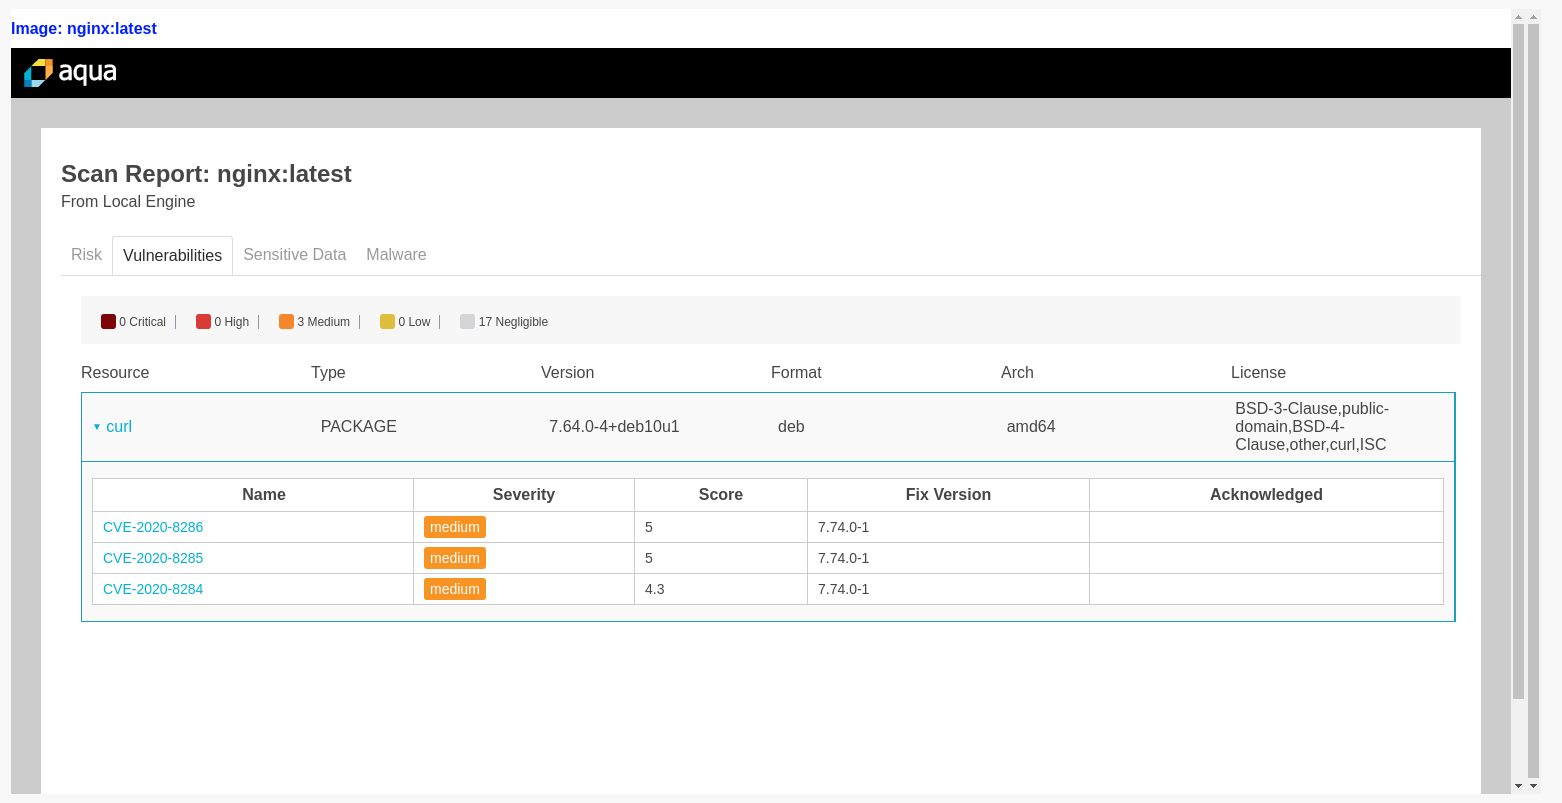 Image: nginx:latest
aqua
Scan Report: nginx:latest
From Local Engine
Risk Vulnerabilities Sensitive Data Malware
0 Critical 0 High 3 Medium 0 Low 17 Negligible
Resource Type Version Format Arch License
▼ curl PACKAGE 7.64.0-4+deb10u1 deb amd64 BSD-3-Clause,public-
domain,BSD-4-
Clause,other,curl,ISC
Name Severity Score Fix Version Acknowledged
CVE-2020-8286 medium 5 7.74.0-1
CVE-2020-8285 medium 5 7.74.0-1
CVE-2020-8284 medium 4.3 7.74.0-1